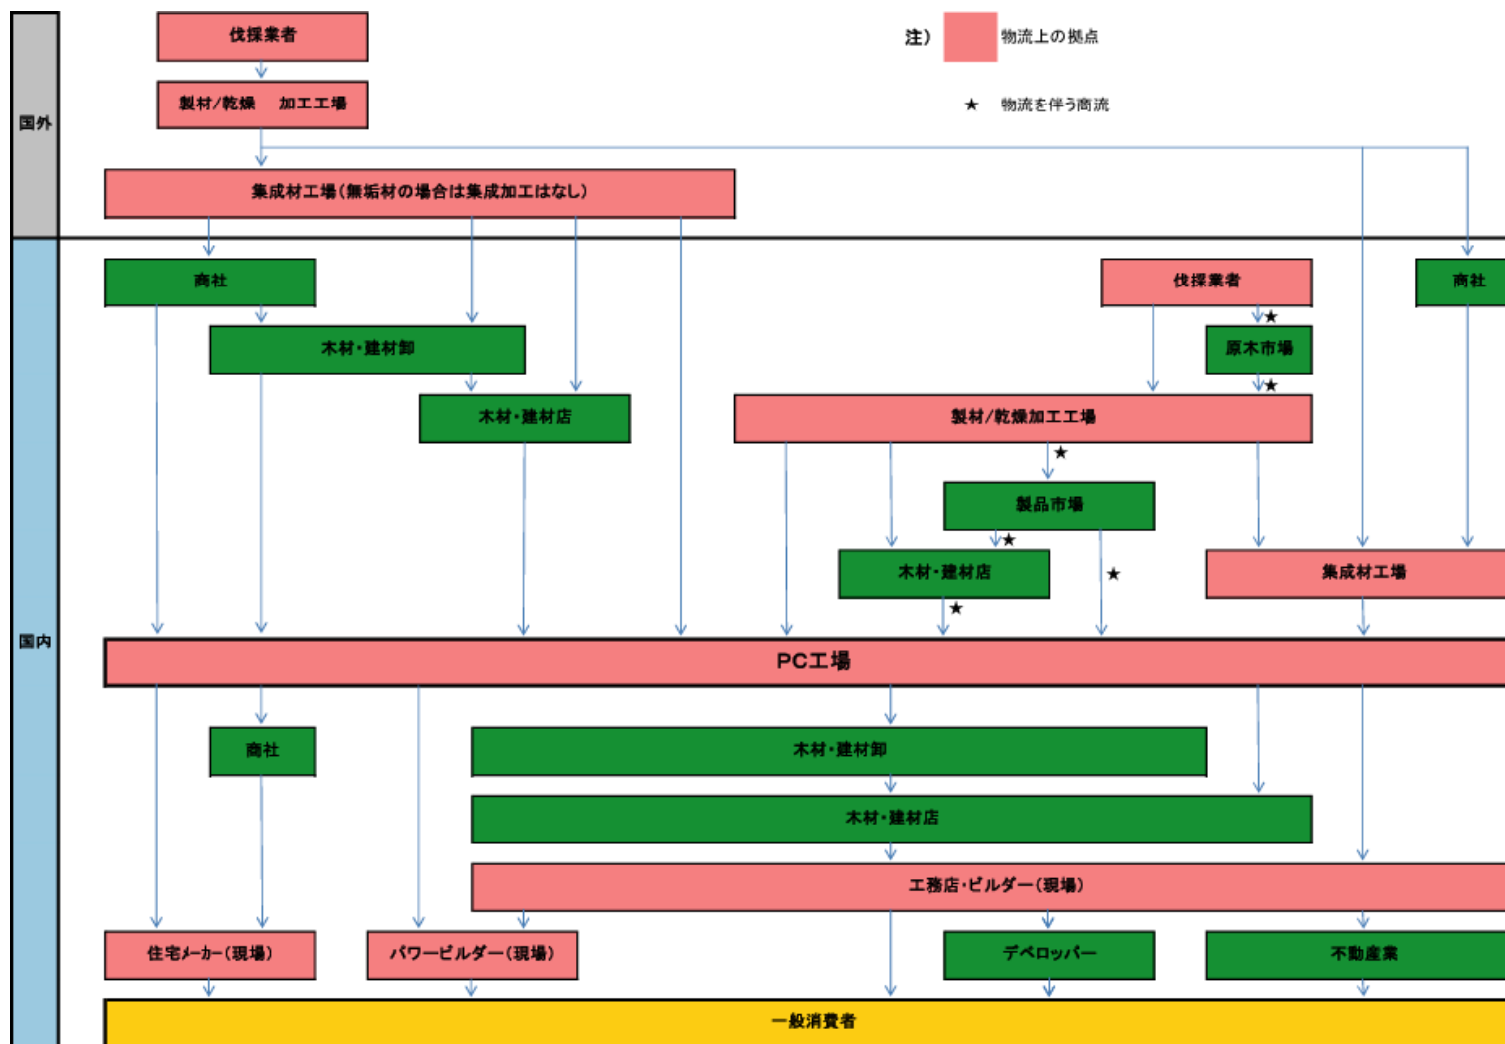 伐採業者
注） 物流上の拠点
製材/乾燥 加工工場
★ 物流を伴う商流
国外
集成材工場（無垢材の場合は集成加工はなし）
商社
伐採業者
商社
★
木材・建材卸
原木市場
★
木材・建材店
製材/乾燥加工工場
★
製品市場
★
木材・建材店
★
集成材工場
★
国内
PC工場
商社
木材・建材卸
木材・建材店
工務店・ビルダー（現場）
住宅メーカー（現場）
パワービルダー（現場）
デベロッパー
不動産業
一般消費者